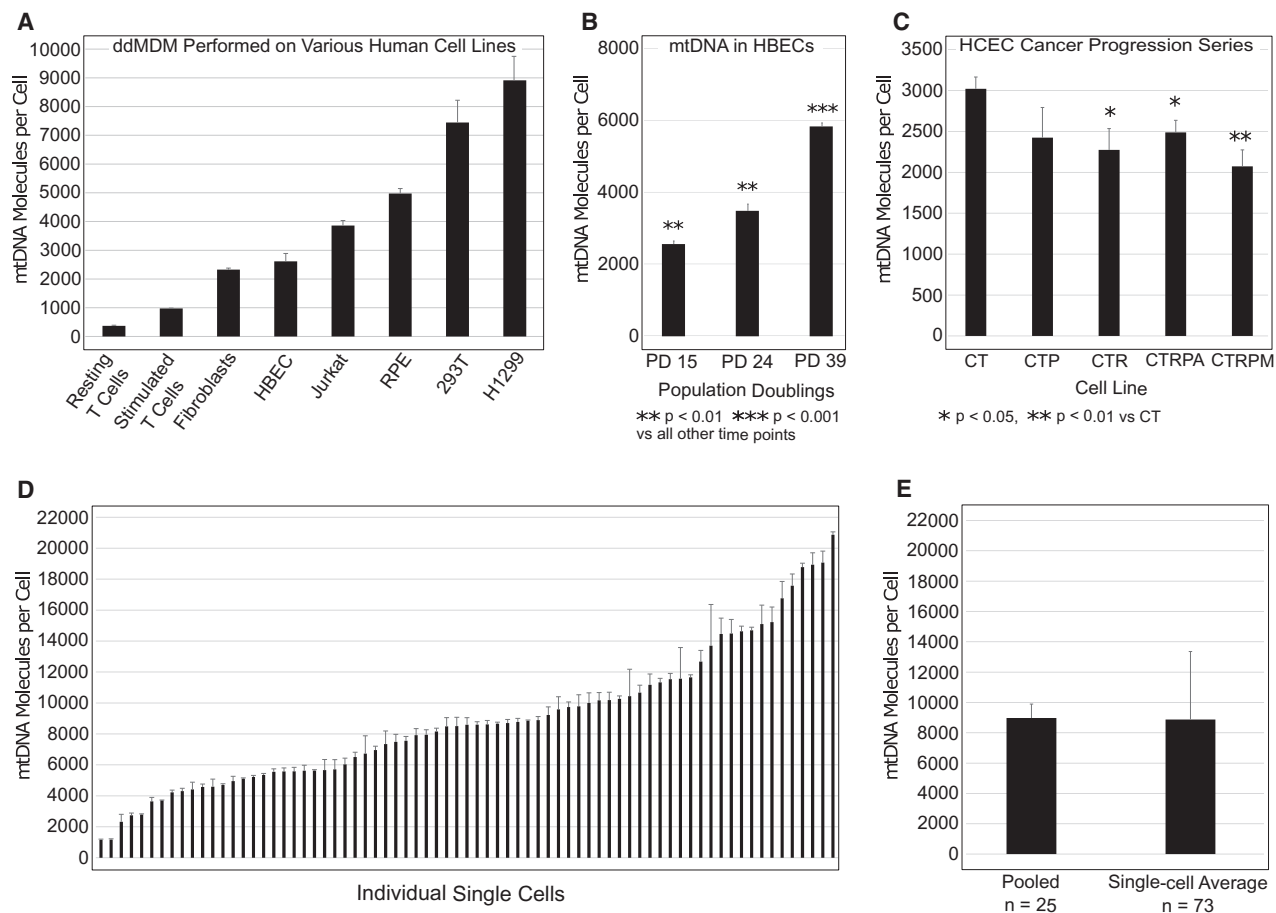 A
ddMDM Performed on Various Human Cell Lines
mtDNA Molecules per Cell
10000
9000
8000
7000
6000
5000
4000
3000
2000
1000
0
Resting
T Cells
Stimulated
T Cells
Fibroblasts
HBEC
Jurkat
RPE
293T
H1299
B
mtDNA in HBECs
mtDNA Molecules per Cell
8000
6000
4000
2000
0
**
**
***
PD 15 PD 24 PD 39
Population Doublings
** p < 0.01 *** p < 0.001
vs all other time points
C
HCEC Cancer Progression Series
mtDNA Molecules per Cell
3500
3000
2500
2000
1500
1000
500
0
*
*
**
CT CTP CTR CTRPA CTRPM
Cell Line
* p < 0.05, ** p < 0.01 vs CT
D
mtDNA Molecules per Cell
22000
20000
18000
16000
14000
12000
10000
8000
6000
4000
2000
0
Individual Single Cells
E
mtDNA Molecules per Cell
22000
20000
18000
16000
14000
12000
10000
8000
6000
4000
2000
0
Pooled
n = 25
Single-cell Average
n = 73